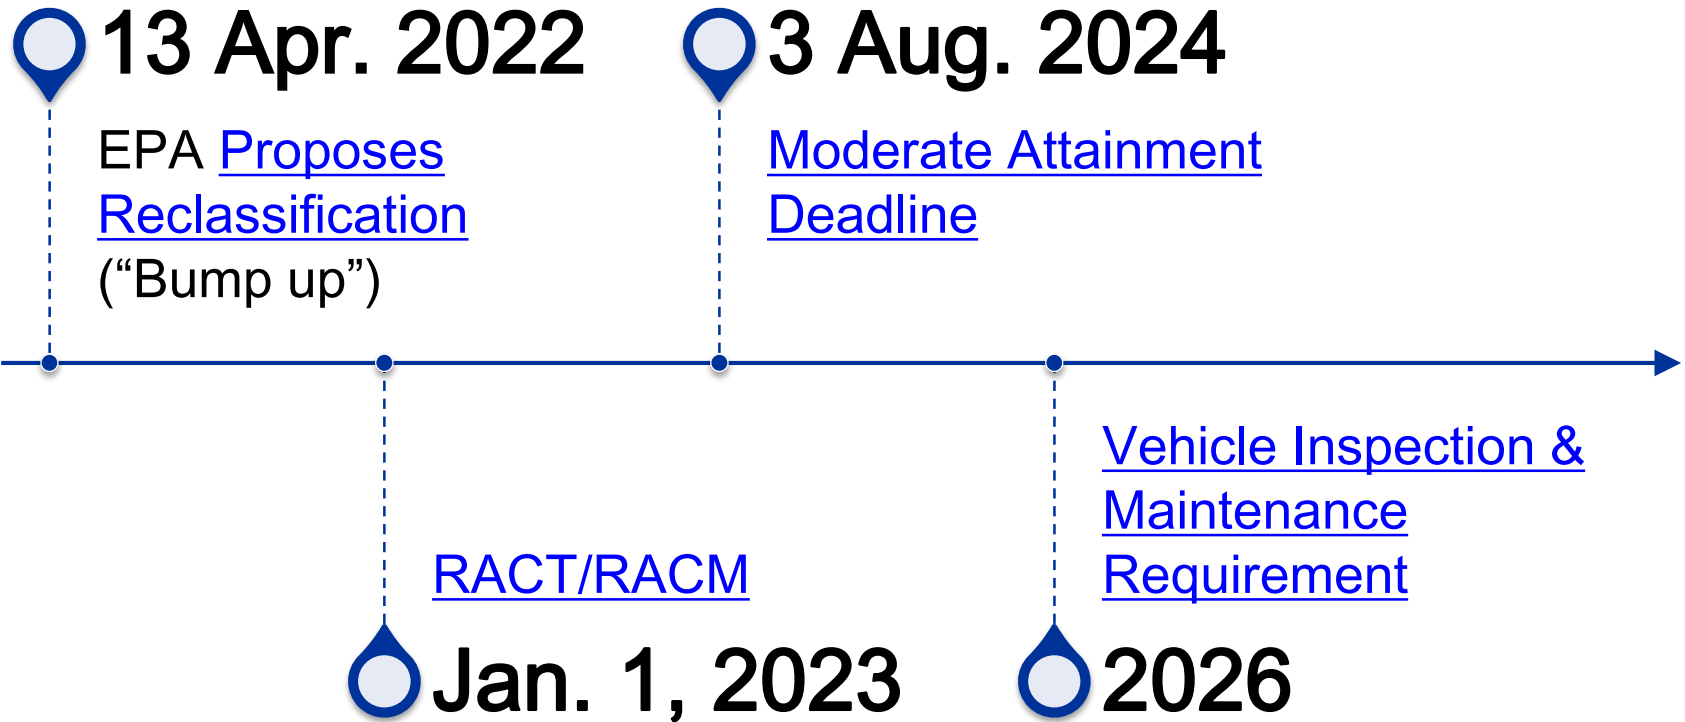 13 Apr. 2022
EPA Proposes
Reclassification
(“Bump up”)
3 Aug. 2024
Moderate Attainment
Deadline
RACT/RACM
Jan. 1, 2023
Vehicle Inspection &
Maintenance
Requirement
2026